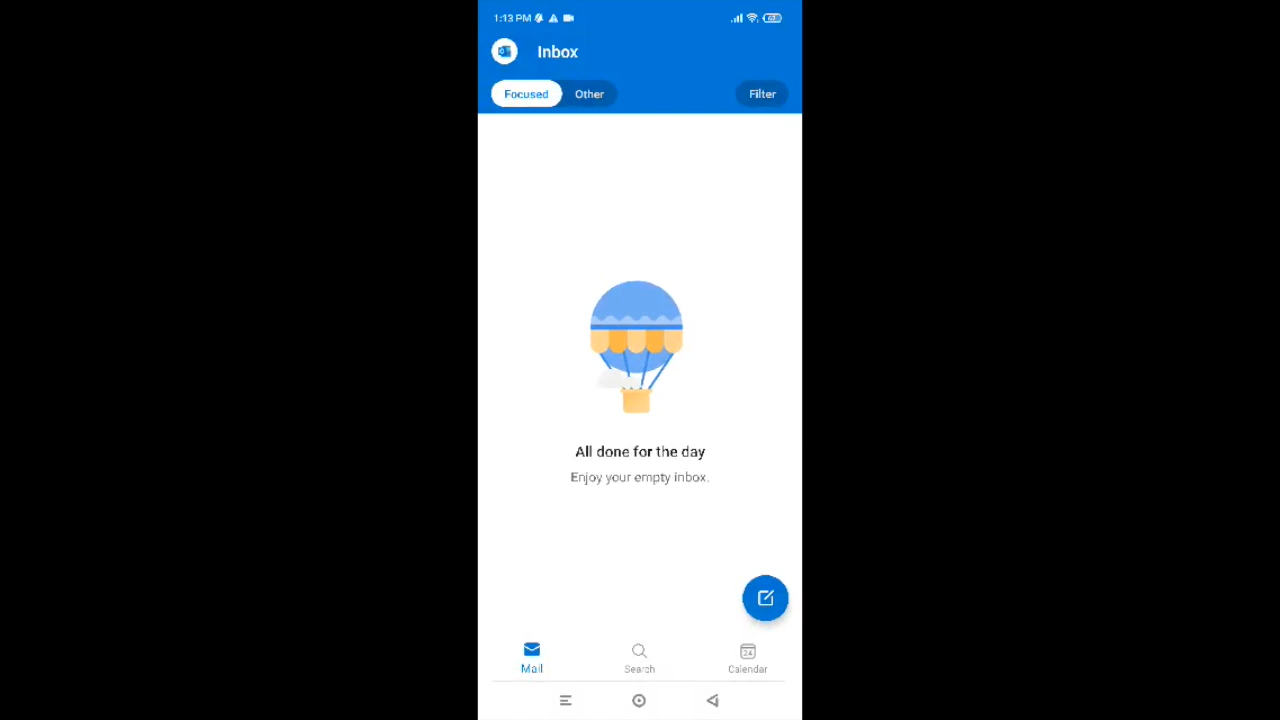 1:13 PM
Inbox
Focused Other Filter
All done for the day
Enjoy your empty inbox.
24
Mail Search Calendar